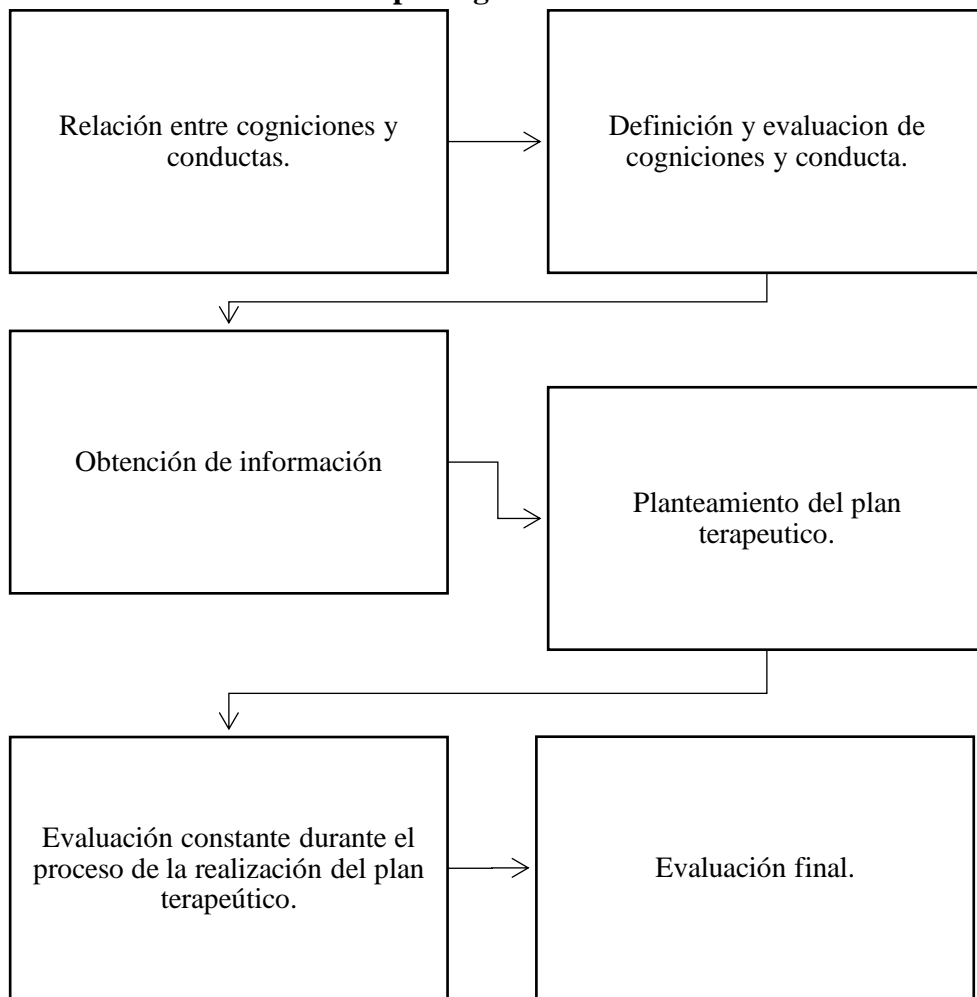 Relación entre cogniciones y
conductas.
Definición y evaluacion de
cogniciones y conducta.
Obtención de información
Planteamiento del plan
terapeutico.
Evaluación constante durante el
proceso de la realización del plan
terapeútico.
Evaluación final.